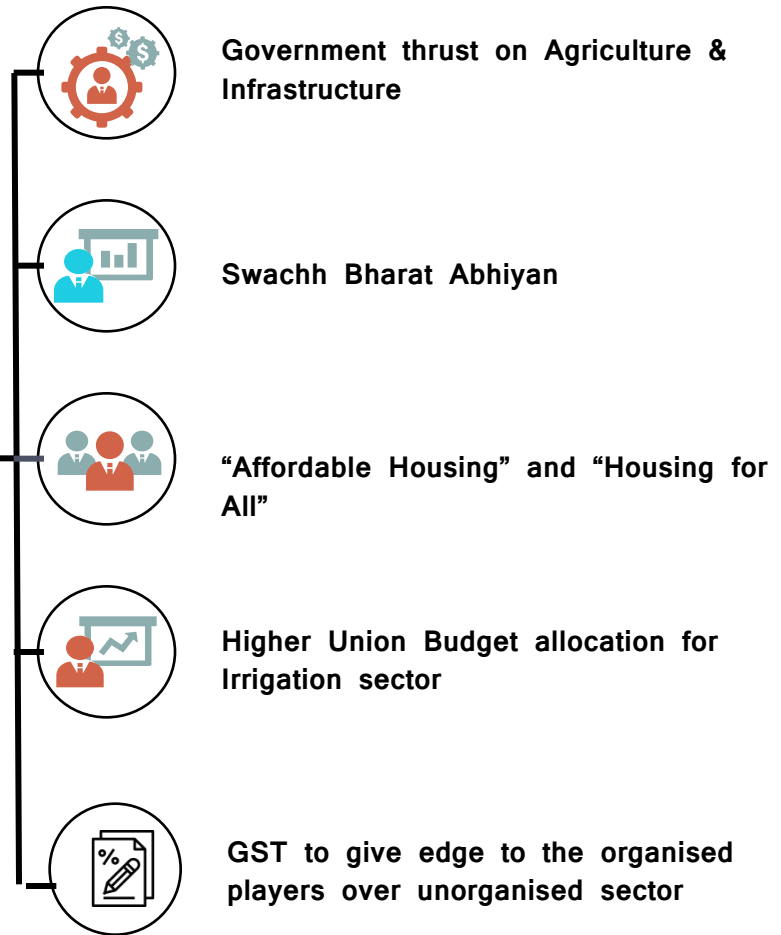 $
$
Government thrust on Agriculture &
Infrastructure
Swachh Bharat Abhiyan
“Affordable Housing” and “Housing for
All”
Higher Union Budget allocation for
Irrigation sector
%
GST to give edge to the organised
players over unorganised sector